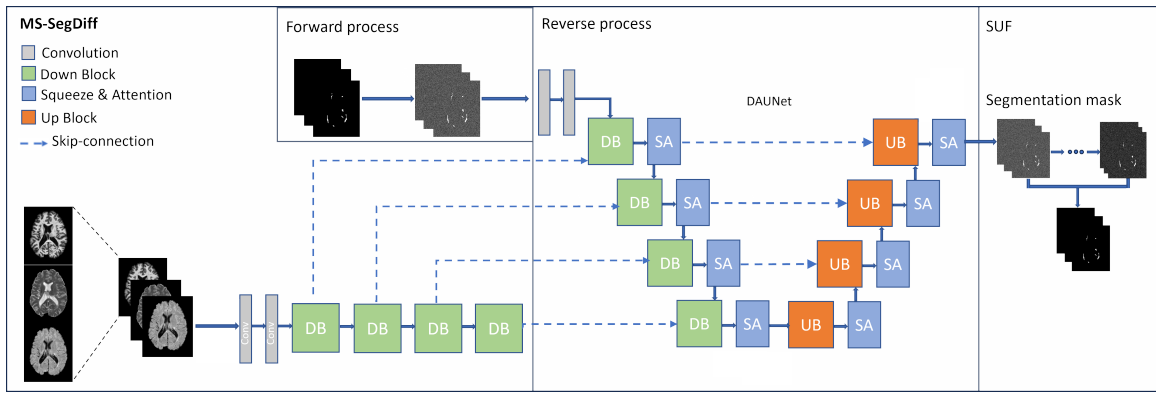 MS-SegDiff
Convolution
Down Block
Squeeze & Attention
Up Block
Skip-connection
Forward process
Reverse process
SUF
DAUNet
Segmentation mask
DB SA UB SA
DB SA UB SA
DB SA UB SA
DB SA UB SA
Conv Conv DB DB DB DB